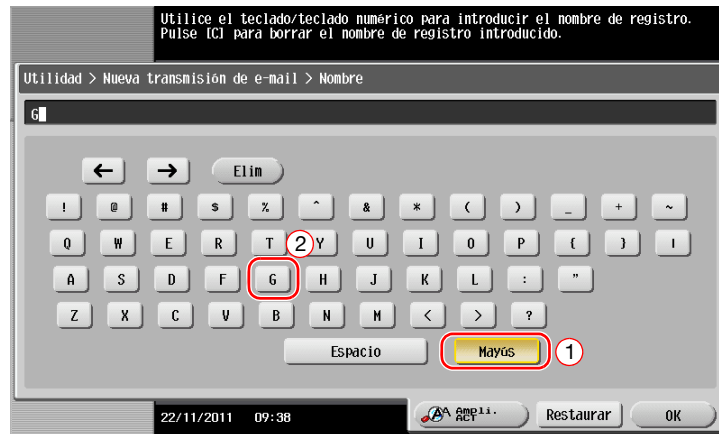 Utilice el teclado/teclado numérico para introducir el nombre de registro.
Pulse [C] para borrar el nombre de registro introducido.
Utilidad > Nueva transmisión de e-mail > Nombre
G
← → Elim
! @ # $ % ^ & * ( ) _ + ~
Q W E R T 2 Y U I O P { } |
A S D F G H J K L : "
Z X C V B N M < > ?
Espacio Mayús 1
22/11/2011 09:38 AA Ampli. ACT Restaurar OK